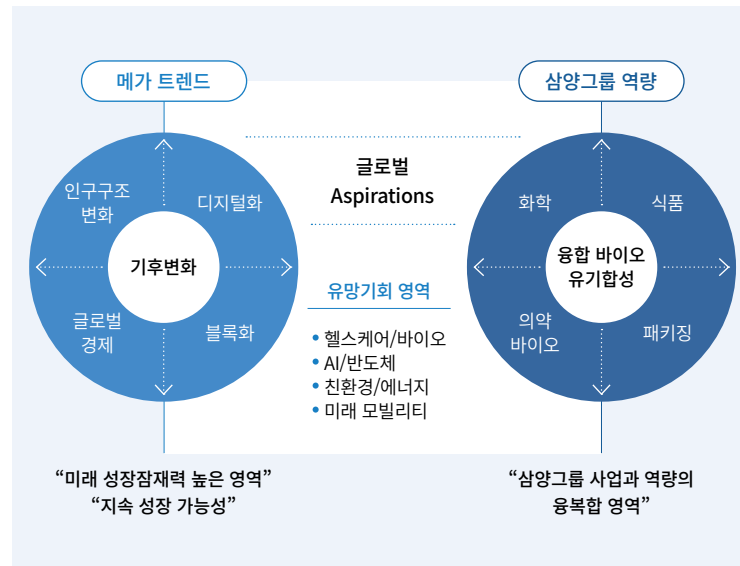 메가 트렌드
인구구조
변화
디지털화
기후변화
글로벌
경제
블록화
“미래 성장잠재력 높은 영역”
“지속 성장 가능성”
글로벌
Aspirations
유망기회 영역
• 헬스케어/바이오
• AI/반도체
• 친환경/에너지
• 미래 모빌리티
삼양그룹 역량
화학
식품
융합 바이오
유기합성
의약
바이오
패키징
“삼양그룹 사업과 역량의
융복합 영역”